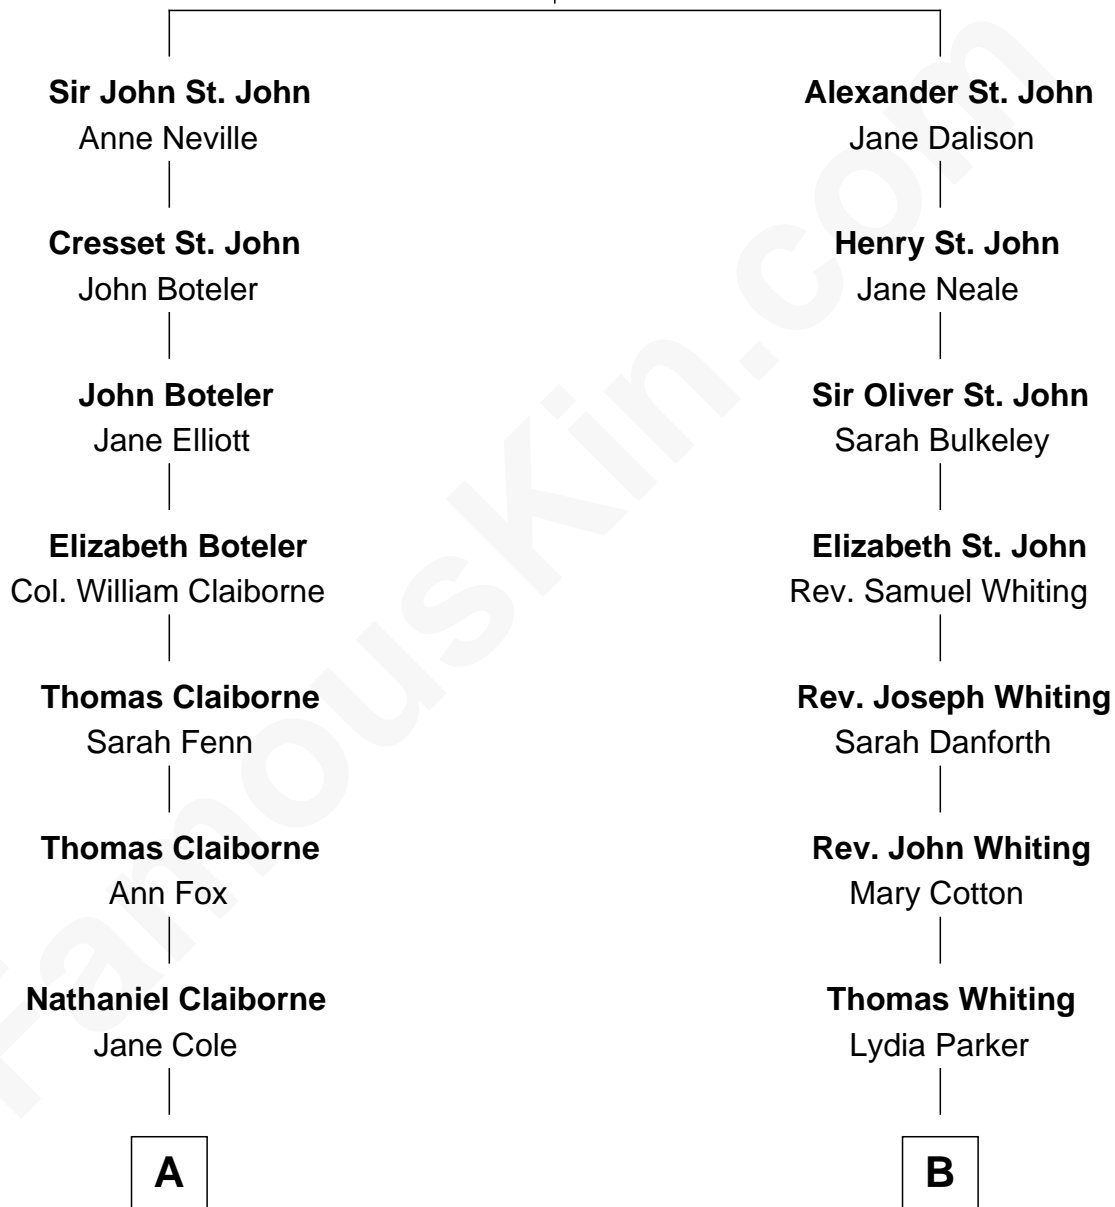 Sir John St. John
Anne Neville
Alexander St. John
Jane Dalison
Cresset St. John
John Boteler
Henry St. John
Jane Neale
John Boteler
Jane Elliott
Sir Oliver St. John
Sarah Bulkeley
Elizabeth Boteler
Col. William Claiborne
Elizabeth St. John
Rev. Samuel Whiting
Thomas Claiborne
Sarah Fenn
Rev. Joseph Whiting
Sarah Danforth
Thomas Claiborne
Ann Fox
Rev. John Whiting
Mary Cotton
Nathaniel Claiborne
Jane Cole
Thomas Whiting
Lydia Parker
A
B
FamousKin.com